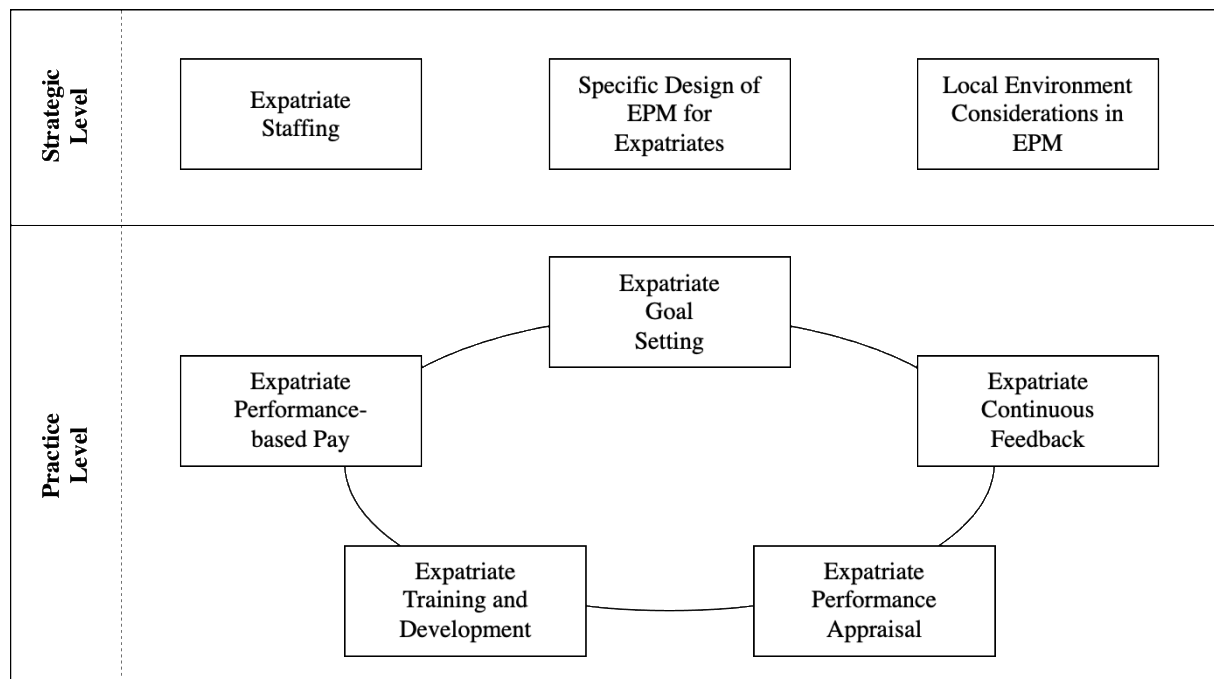 Strategic
Level
Expatriate
Staffing
Specific Design of
EPM for
Expatriates
Local Environment
Considerations in
EPM
Practice
Level
Expatriate
Goal
Setting
Expatriate
Performance-
based Pay
Expatriate
Continuous
Feedback
Expatriate
Training and
Development
Expatriate
Performance
Appraisal